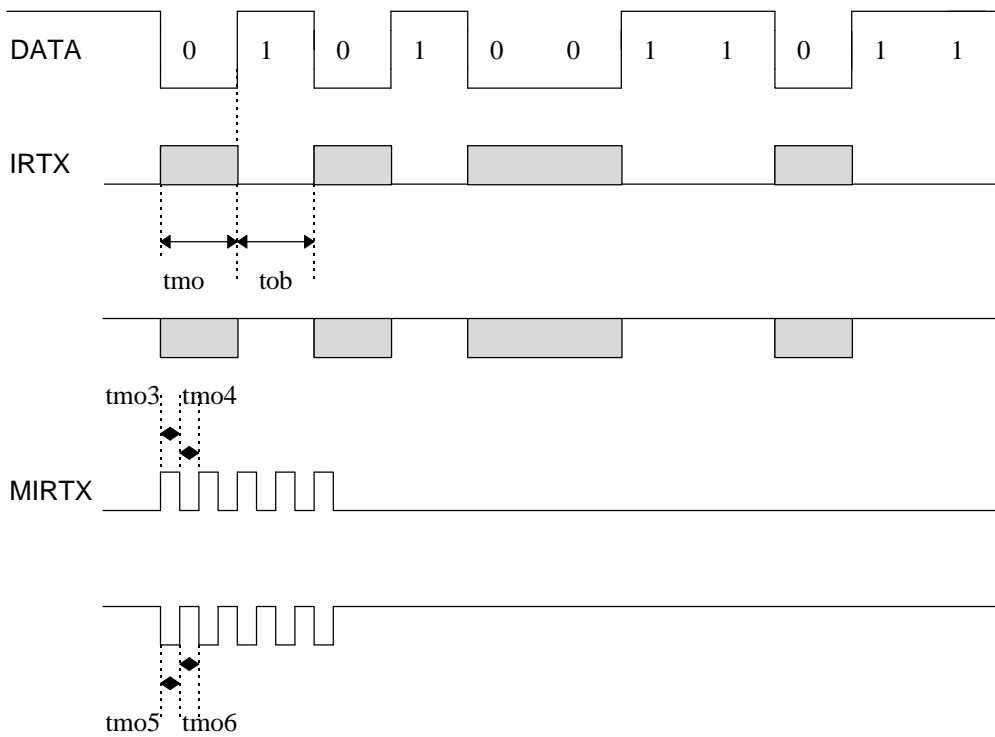 DATA 0 1 0 1 0 0 1 1 0 1 1
IRTX
tmo tob
tmo3 tmo4
MIRTX
tmo5 tmo6